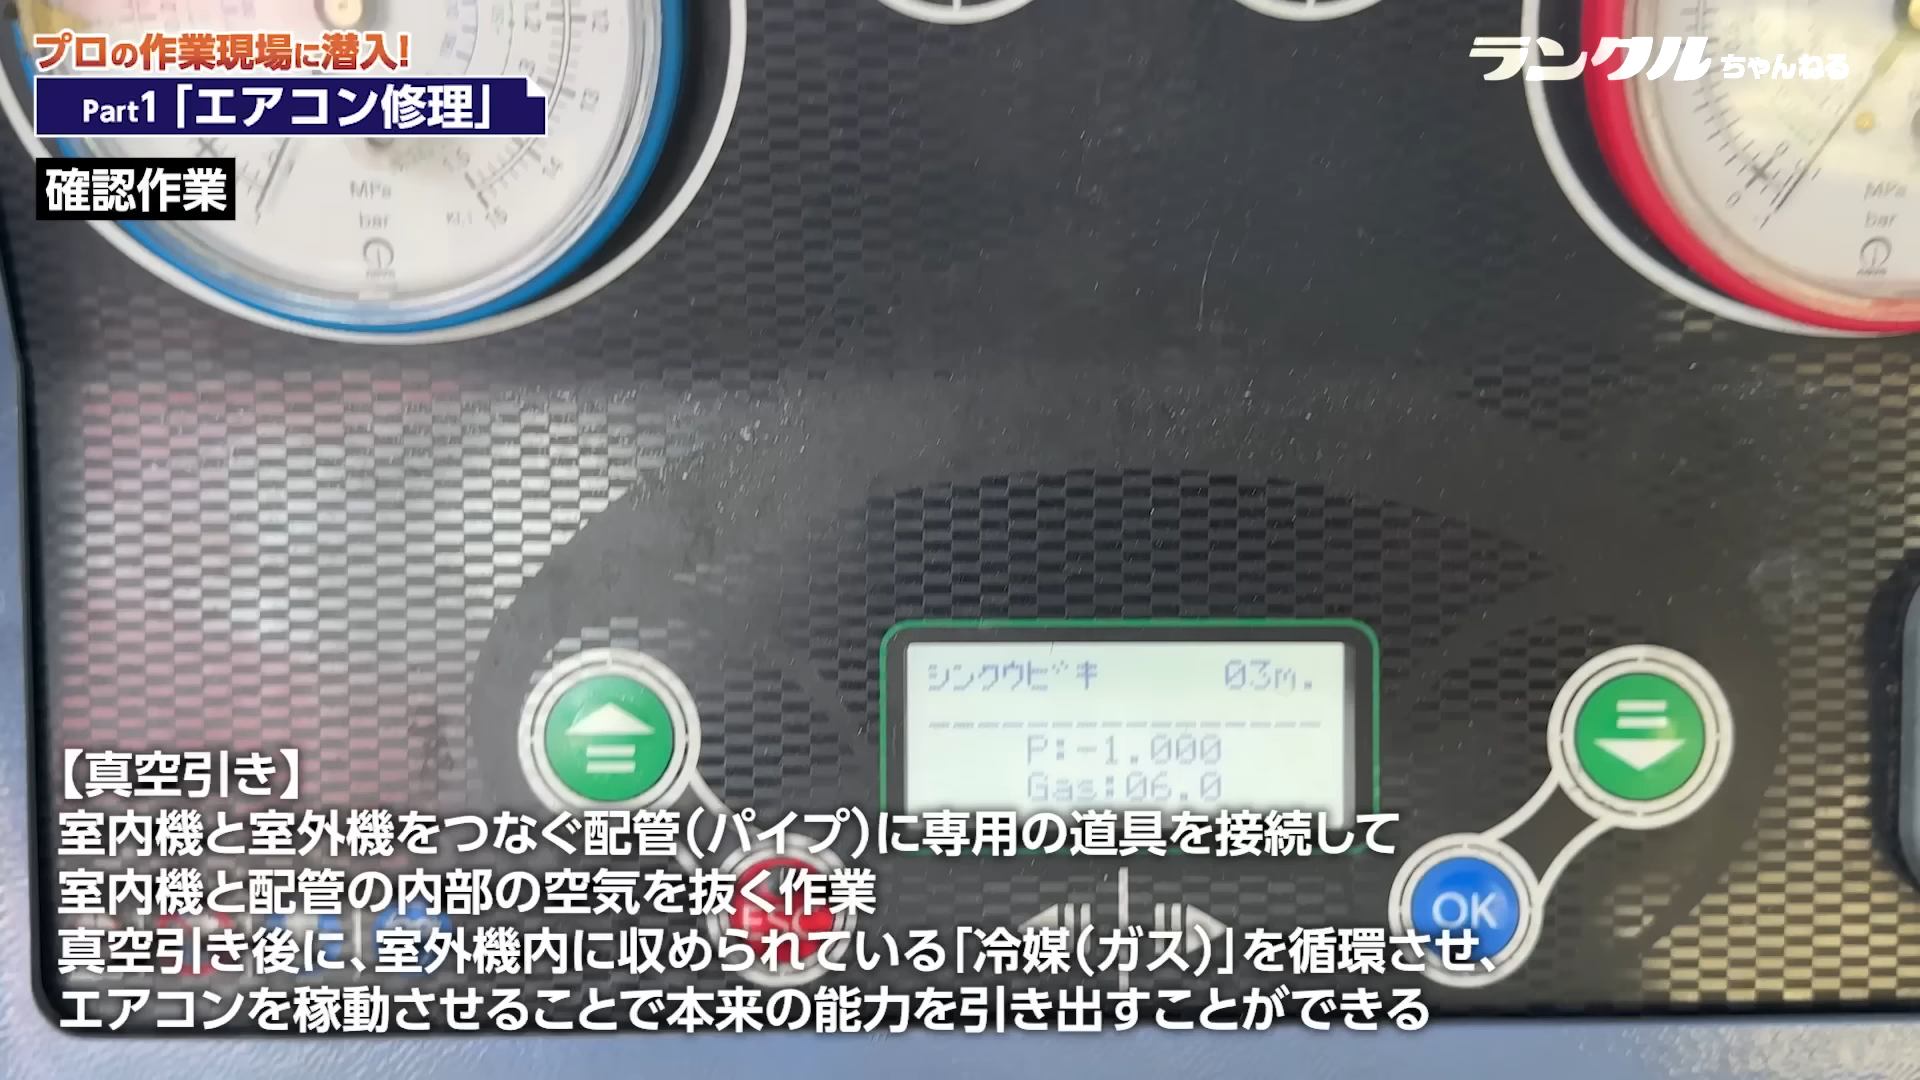 プロの作業現場に潜入!
ランクルちゃんねる
Part1「エアコン修理」
確認作業
MPa
bar
MPa
bar
シンクウビキ 03m.
P:-1.000
Gas:06.0
OK
ESC
【真空引き】
室内機と室外機をつなぐ配管(パイプ)に専用の道具を接続して
室内機と配管の内部の空気を抜く作業
真空引き後に、室外機内に収められている「冷媒(ガス)」を循環させ、
エアコンを稼動させることで本来の能力を引き出すことができる